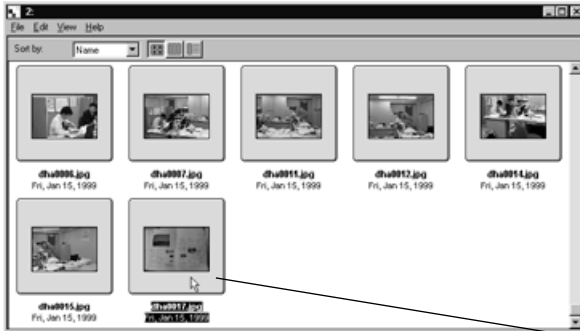 2:
File Edit View Help
Sort by: Name
dha0006.jpg
Fri, Jan 15, 1999
dha0007.jpg
Fri, Jan 15, 1999
dha0011.jpg
Fri, Jan 15, 1999
dha0012.jpg
Fri, Jan 15, 1999
dha0014.jpg
Fri, Jan 15, 1999
dha0015.jpg
Fri, Jan 15, 1999
dha0017.jpg
Fri, Jan 15, 1999